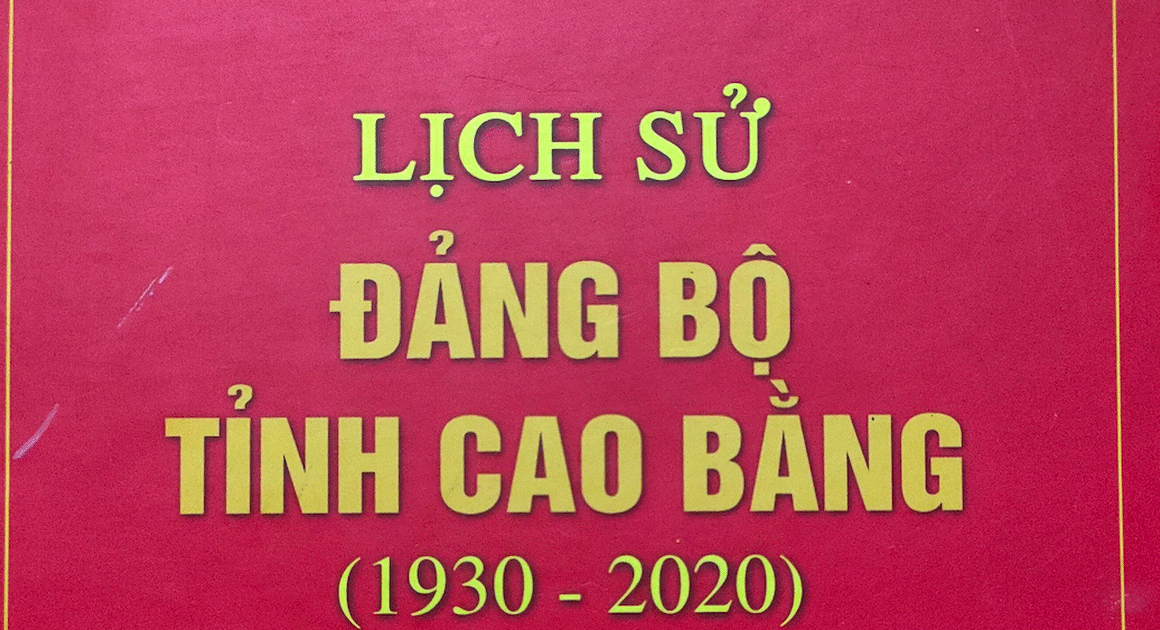 LỊCH SỬ
ĐẢNG BỘ
TỈNH CAO BẰNG
(1930 - 2020)